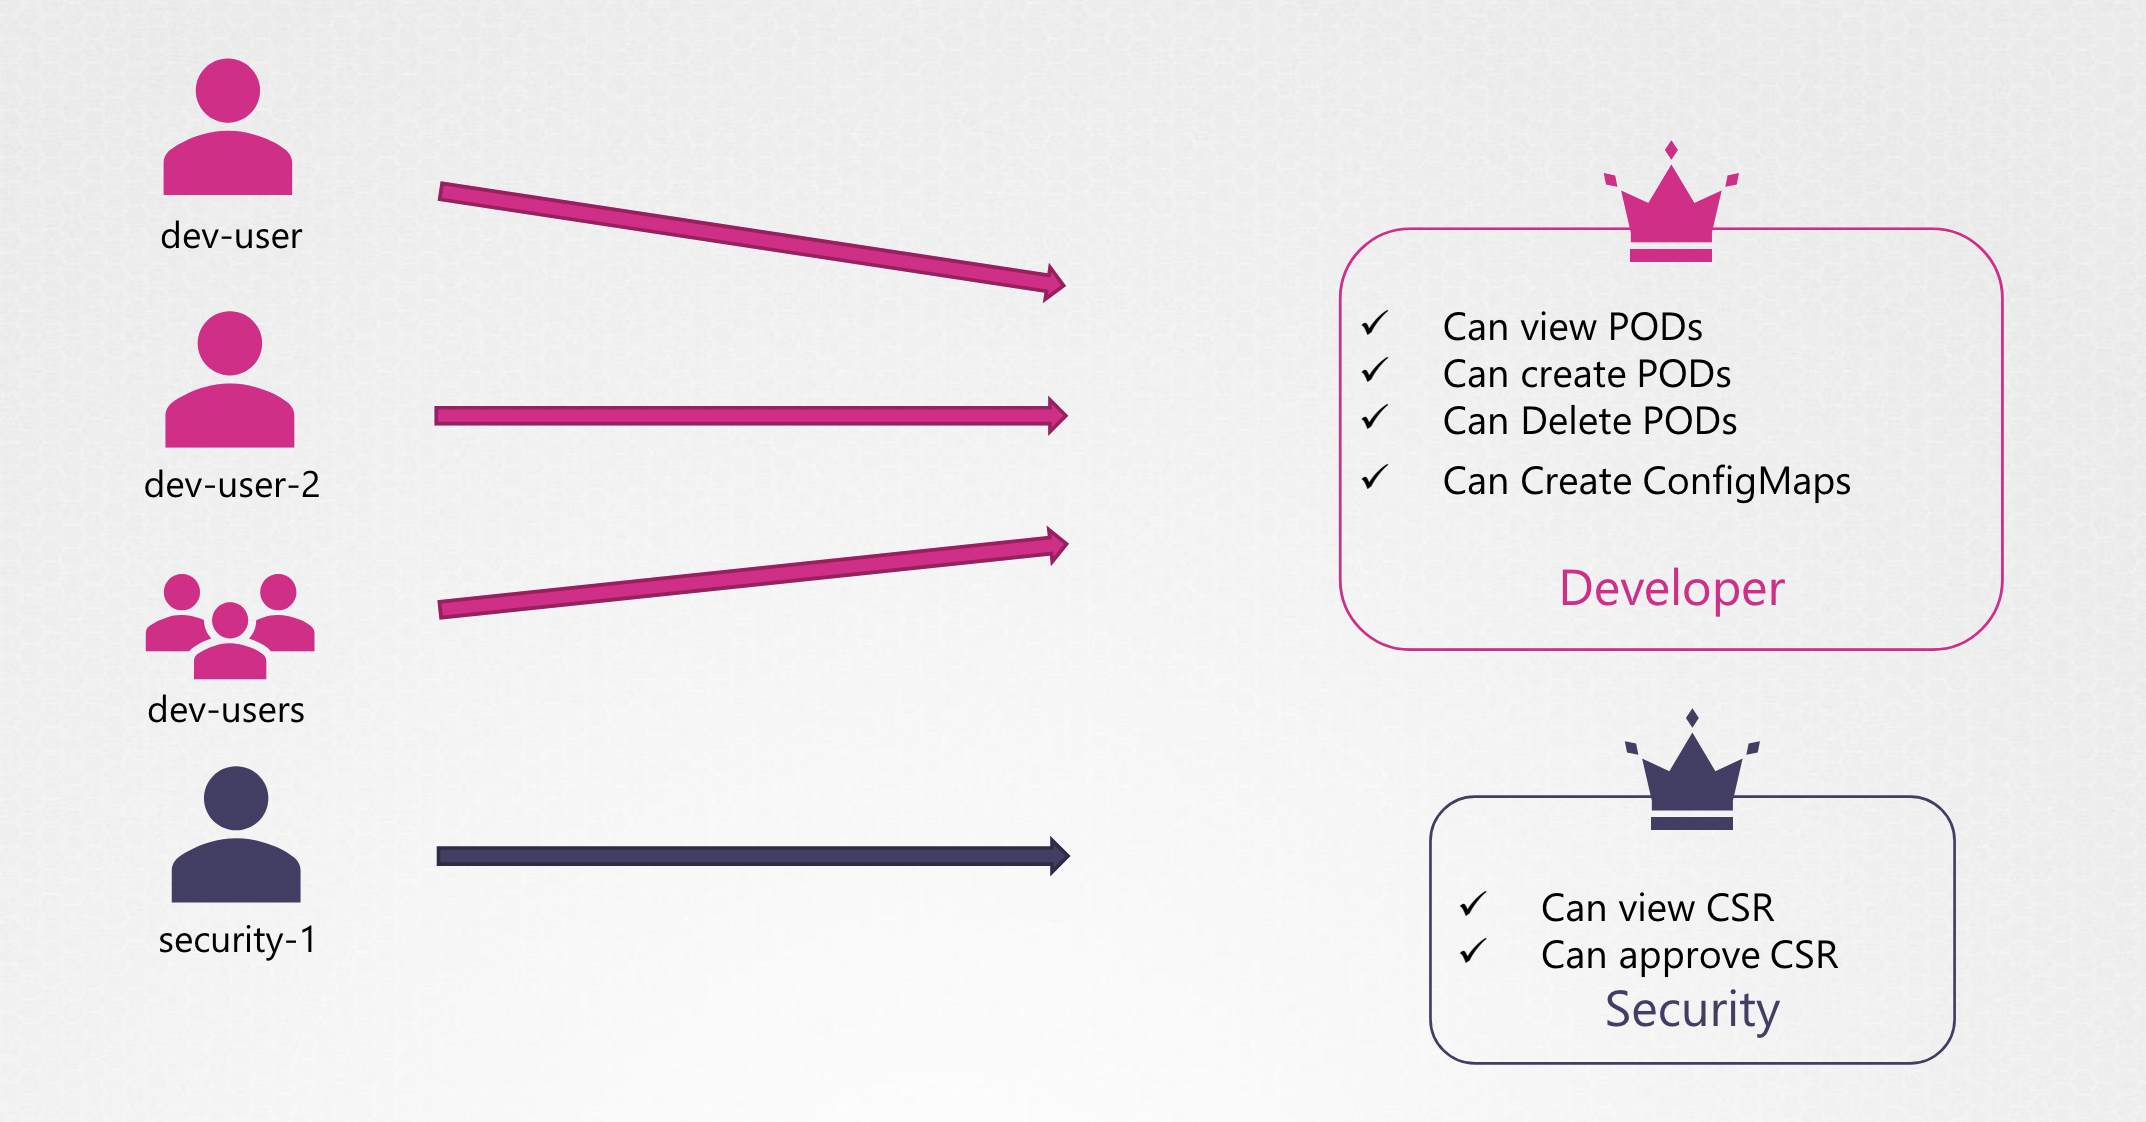 dev-user
dev-user-2
dev-users
security-1
✓ Can view PODs
✓ Can create PODs
✓ Can Delete PODs
✓ Can Create ConfigMaps
Developer
✓ Can view CSR
✓ Can approve CSR
Security